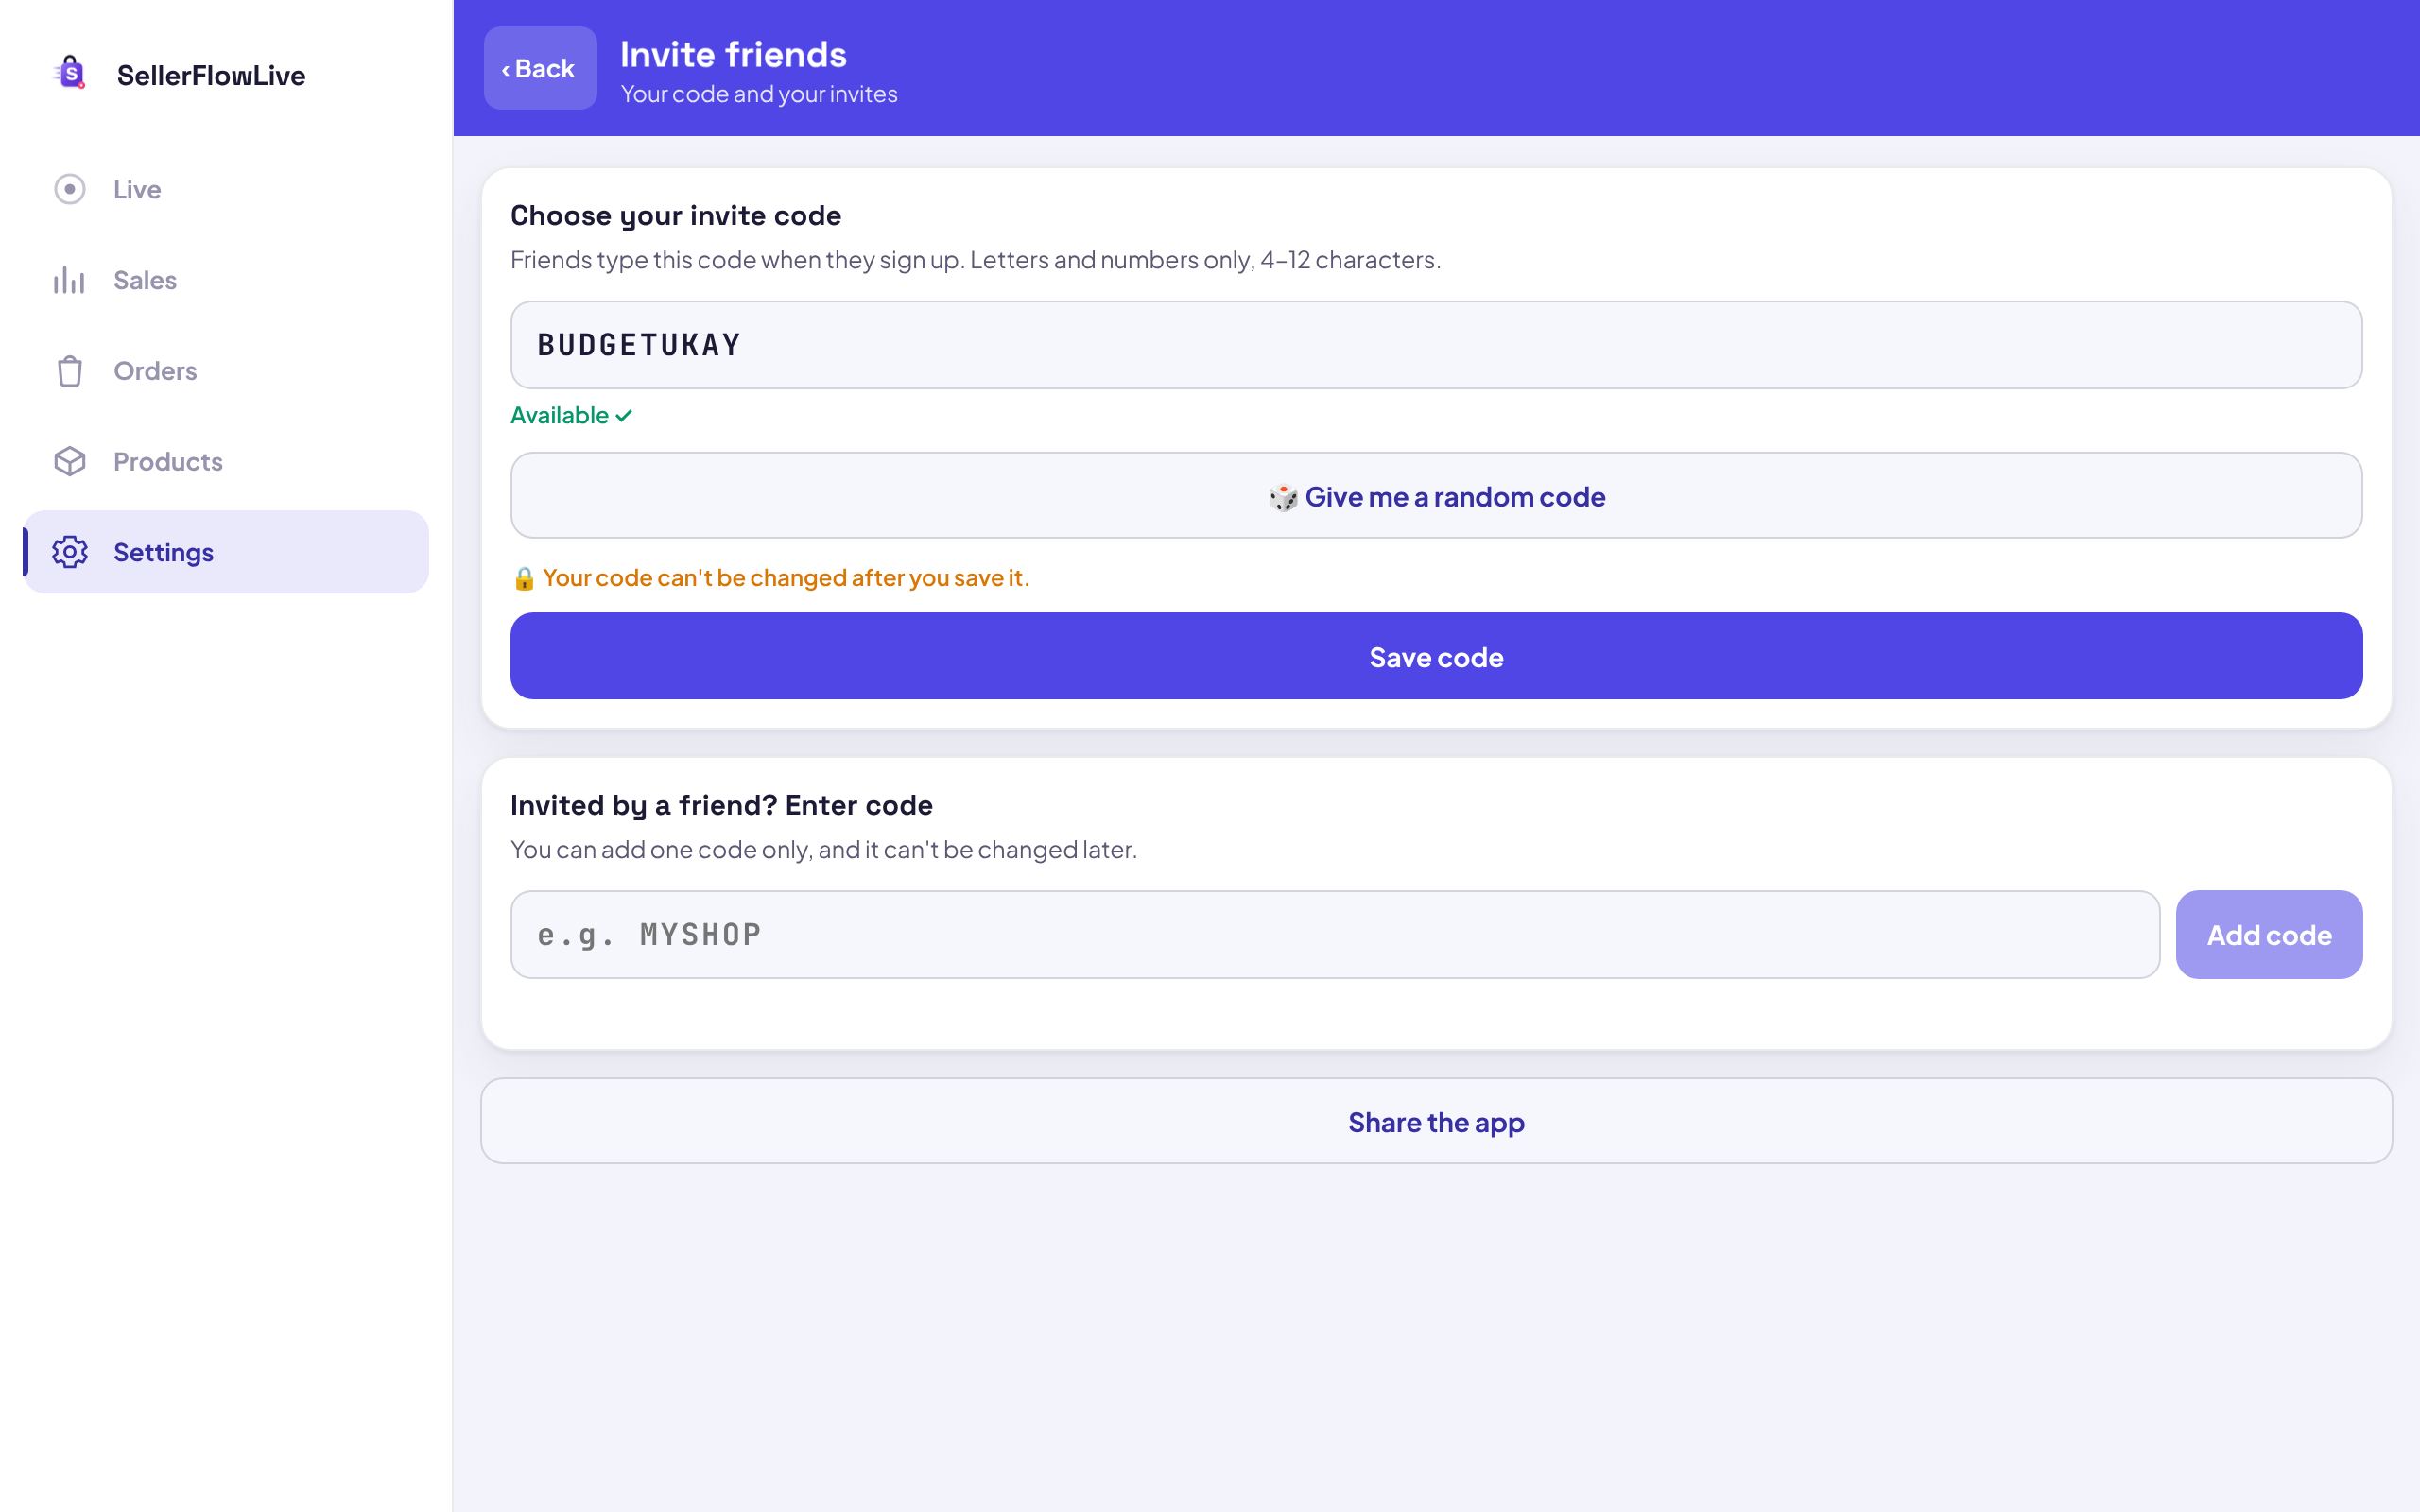 SellerFlowLive
Live
Sales
Orders
Products
Settings
‹ Back
Invite friends
Your code and your invites
Choose your invite code
Friends type this code when they sign up. Letters and numbers only, 4–12 characters.
BUDGETUKAY
Available ✓
🎲 Give me a random code
🔒 Your code can't be changed after you save it.
Save code
Invited by a friend? Enter code
You can add one code only, and it can't be changed later.
e.g. MYSHOP
Add code
Share the app